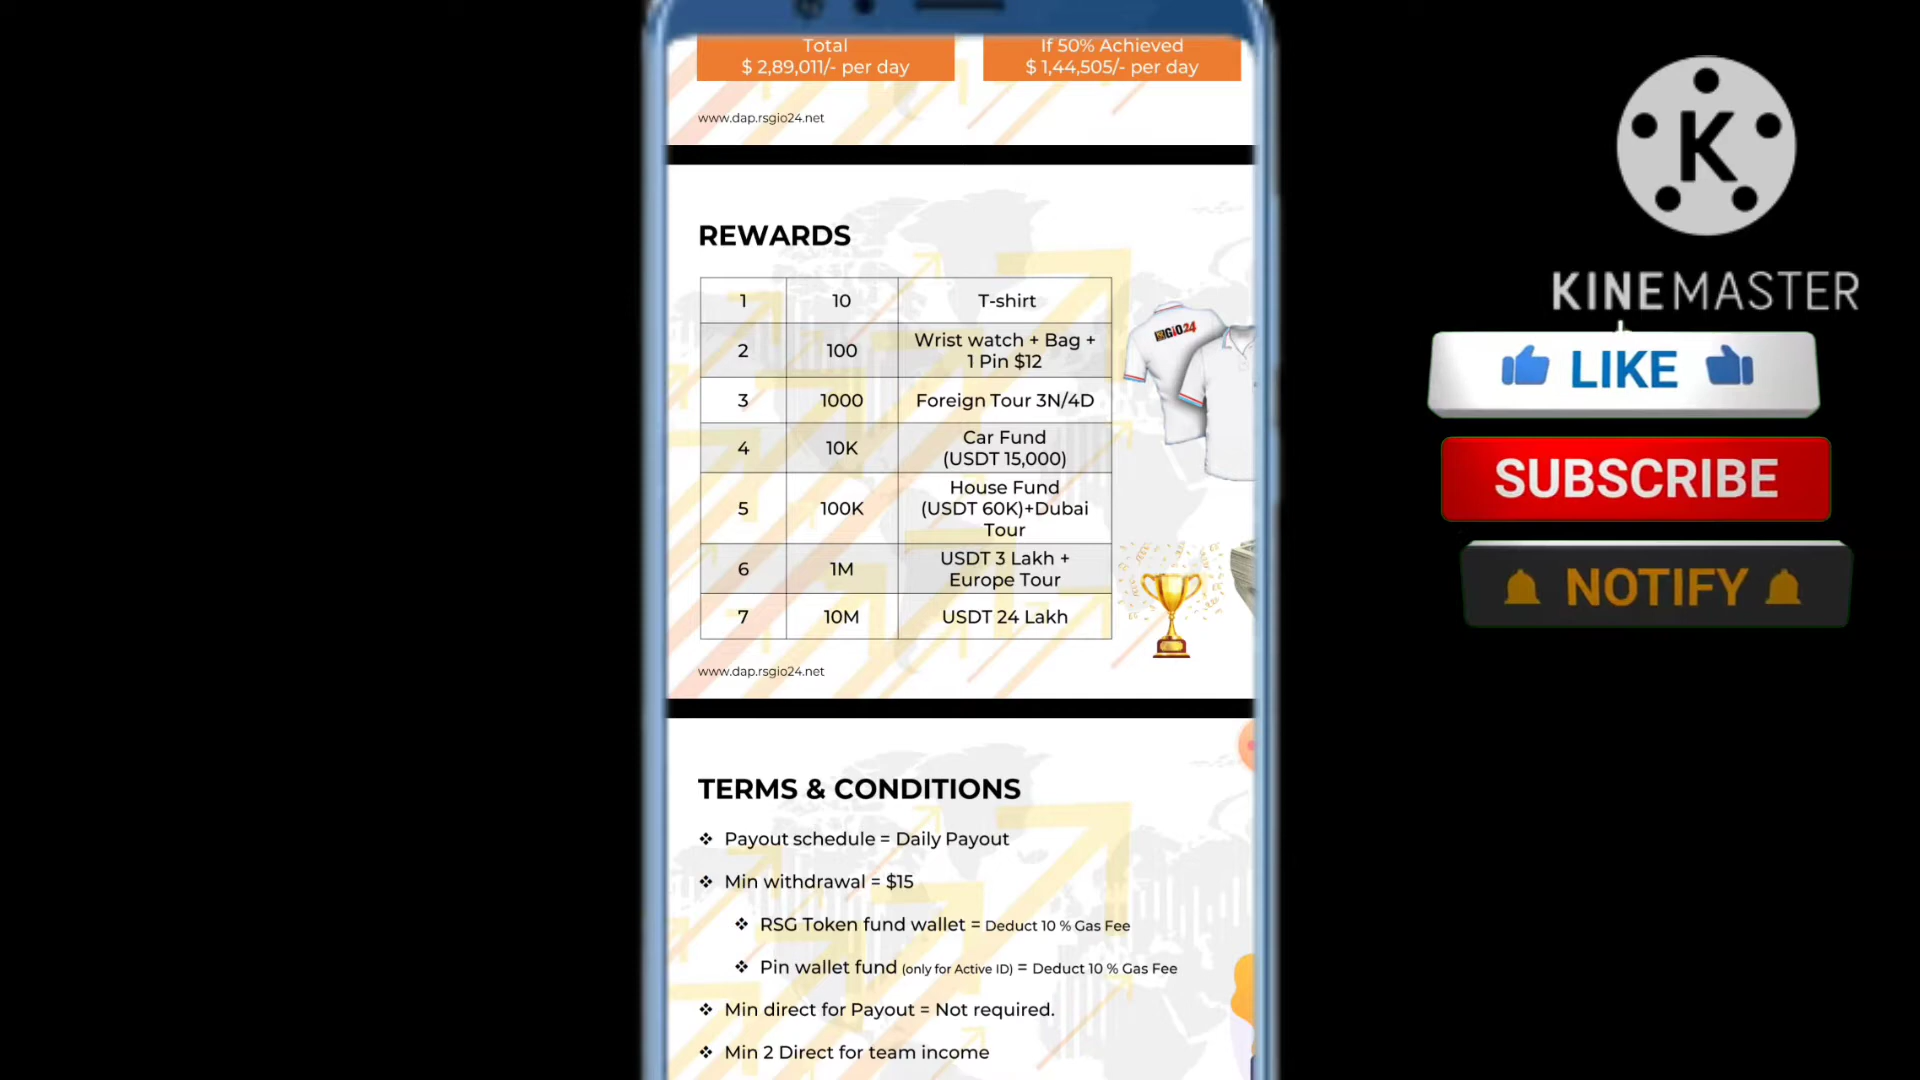 Total
$ 2,89,011/- per day
If 50% Achieved
$ 1,44,505/- per day
www.dap.rsgio24.net
REWARDS
1 10 T-shirt
2 100 Wrist watch + Bag +
1 Pin $12
3 1000 Foreign Tour 3N/4D
4 10K Car Fund
(USDT 15,000)
5 100K House Fund
(USDT 60K)+Dubai
Tour
6 1M USDT 3 Lakh +
Europe Tour
7 10M USDT 24 Lakh
www.dap.rsgio24.net
TERMS & CONDITIONS
❖ Payout schedule = Daily Payout
❖ Min withdrawal = $15
❖ RSG Token fund wallet = Deduct 10 % Gas Fee
❖ Pin wallet fund (only for Active ID) = Deduct 10 % Gas Fee
❖ Min direct for Payout = Not required.
❖ Min 2 Direct for team income
K
KINEMASTER
LIKE
SUBSCRIBE
NOTIFY